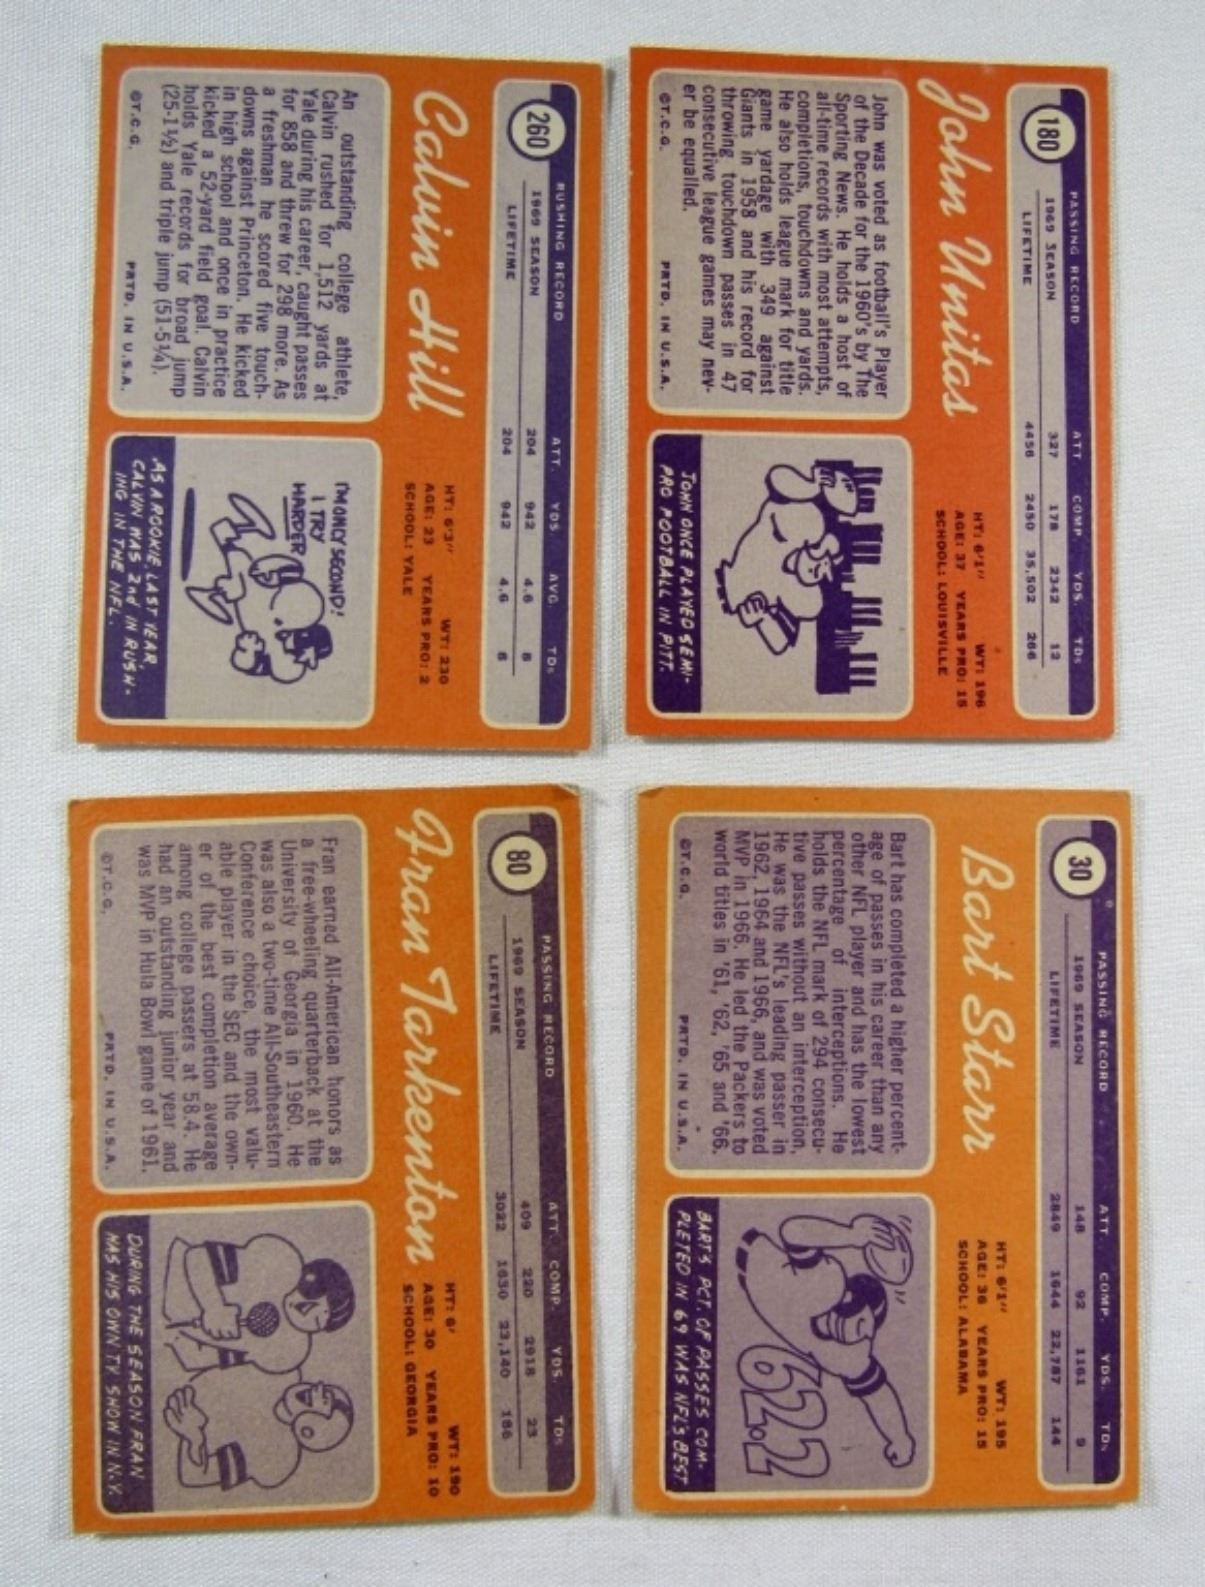 180
PASSING RECORD ATT. COMP. YDS. TDs
1969 SEASON 327 178 2342 12
LIFETIME 4456 2450 35,502 266
John Unitas
HT: 6'1" WT: 196
AGE: 37 YEARS PRO: 15
SCHOOL: LOUISVILLE
John was voted as football's Player
of the Decade for the 1960's by The
Sporting News. He holds a host of
all-time records with most attempts,
completions, touchdowns and yards.
He also holds league mark for title
game yardage with 349 against
Giants in 1958 and his record for
throwing touchdown passes in 47
consecutive league games may nev-
er be equalled.
©T.C.G. PRTD. IN U.S.A.
JOHN ONCE PLAYED SEMI-
PRO FOOTBALL IN PITT.
30
PASSING RECORD ATT. COMP. YDS. TDs
1969 SEASON 148 92 1161 9
LIFETIME 2849 1644 22,787 144
Bart Starr
HT: 6'1" WT: 195
AGE: 36 YEARS PRO: 15
SCHOOL: ALABAMA
Bart has completed a higher percent-
age of passes in his career than any
other NFL player and has the lowest
percentage of interceptions. He
holds the NFL mark of 294 consecu-
tive passes without an interception.
He was the NFL's leading passer in
1962, 1964 and 1966, and was voted
MVP in 1966. He led the Packers to
world titles in '61, '62, '65 and '66.
©T.C.G. PRTD. IN U.S.A.
62.2
BART'S PCT. OF PASSES COM-
PLETED IN 69 WAS NFL'S BEST.
260
RUSHING RECORD ATT. YDS. AVG. TDs
1969 SEASON 204 942 4.6 8
LIFETIME 204 942 4.6 8
Calvin Hill
HT: 6'3" WT: 230
AGE: 23 YEARS PRO: 2
SCHOOL: YALE
An outstanding college athlete,
Calvin rushed for 1,512 yards at
Yale during his career, caught passes
for 858 and threw for 298 more. As
a freshman he scored five touch-
downs against Princeton. He kicked
in high school and once in practice
kicked a 52-yard field goal. Calvin
holds Yale records for broad jump
(25-1½) and triple jump (51-5¼).
©T.C.G. PRTD. IN U.S.A.
I'M ONLY SECOND!
I TRY
HARDER
AS A ROOKIE LAST YEAR,
CALVIN WAS 2nd IN RUSH-
ING IN THE NFL.
80
PASSING RECORD ATT. COMP. YDS. TDs
1969 SEASON 409 220 2918 23
LIFETIME 3022 1630 23,140 186
Fran Tarkenton
HT: 6' WT: 190
AGE: 30 YEARS PRO: 10
SCHOOL: GEORGIA
Fran earned All-American honors as
a free-wheeling quarterback at the
University of Georgia in 1960. He
was also a two-time All-Southeastern
Conference choice, the most valu-
able player in the SEC and the own-
er of the best completion average
among college passers at 58.4. He
had an outstanding junior year and
was MVP in Hula Bowl game of 1961.
©T.C.G. PRTD. IN U.S.A.
DURING THE SEASON FRAN
HAS HIS OWN TV SHOW IN N.Y.